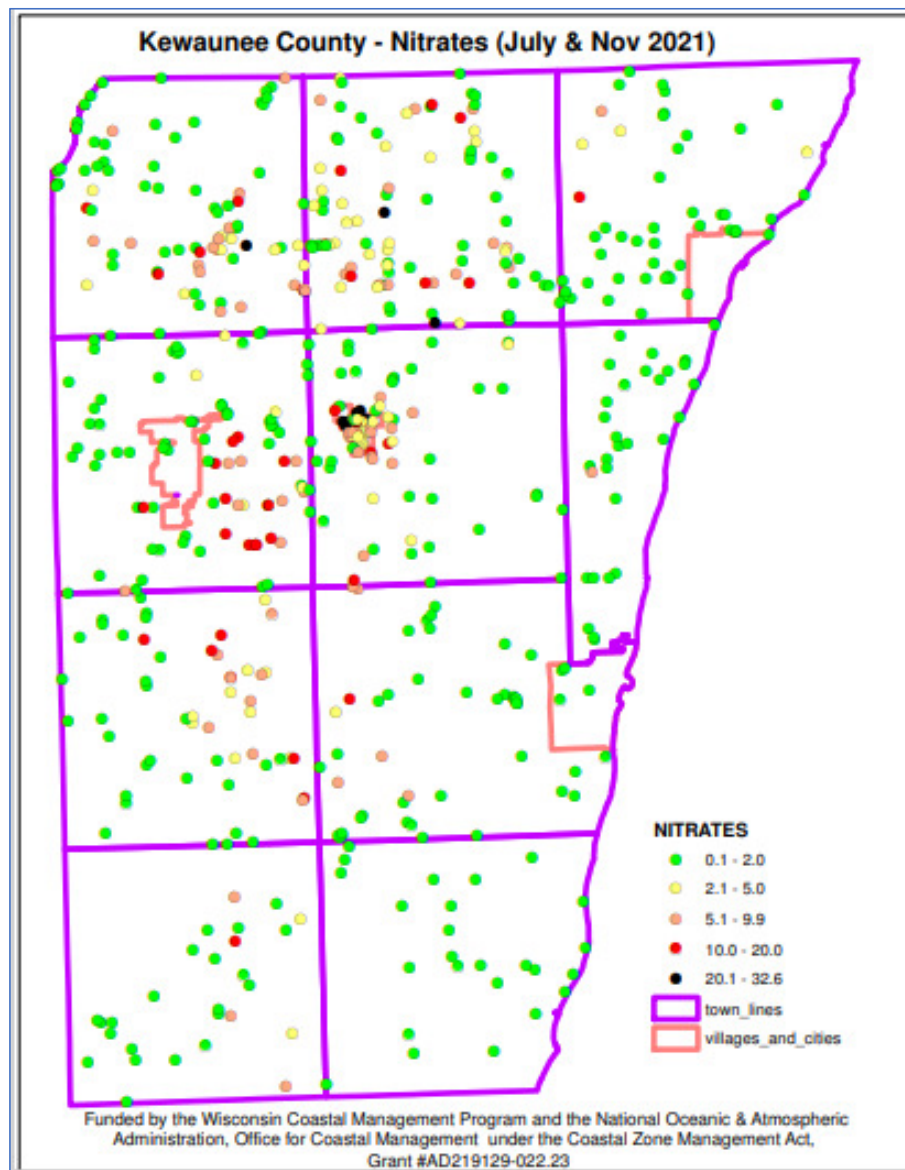 Kewaunee County - Nitrates (July & Nov 2021)
NITRATES
0.1 - 2.0
2.1 - 5.0
5.1 - 9.9
10.0 - 20.0
20.1 - 32.6
town_lines
villages_and_cities
Funded by the Wisconsin Coastal Management Program and the National Oceanic & Atmospheric
Administration, Office for Coastal Management under the Coastal Zone Management Act,
Grant #AD219129-022.23